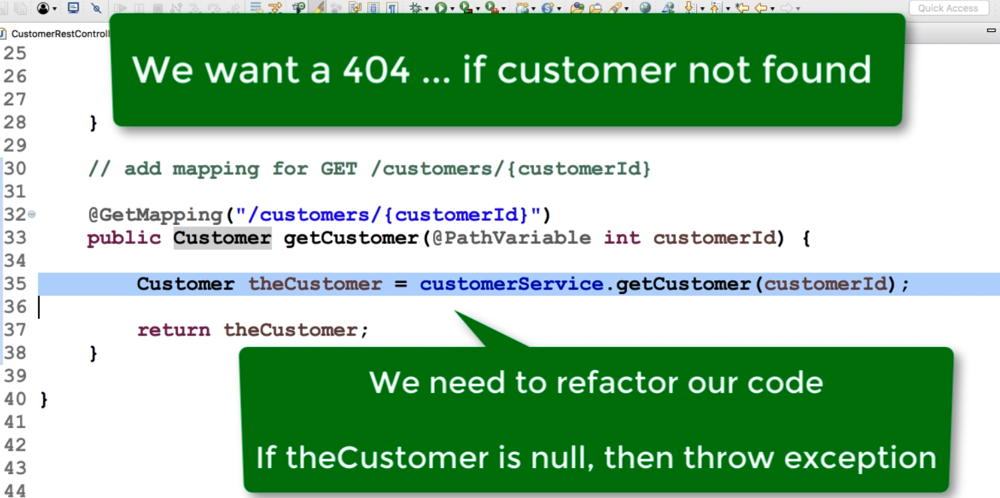 Quick Access
CustomerRestControll
We want a 404 ... if customer not found
25
26
27
28 }
29
30 // add mapping for GET /customers/{customerId}
31
32 @GetMapping("/customers/{customerId}")
33 public Customer getCustomer(@PathVariable int customerId) {
34
35 Customer theCustomer = customerService.getCustomer(customerId);
36
37 return theCustomer;
38 }
39
40 }
41
42
43
44
We need to refactor our code
If theCustomer is null, then throw exception